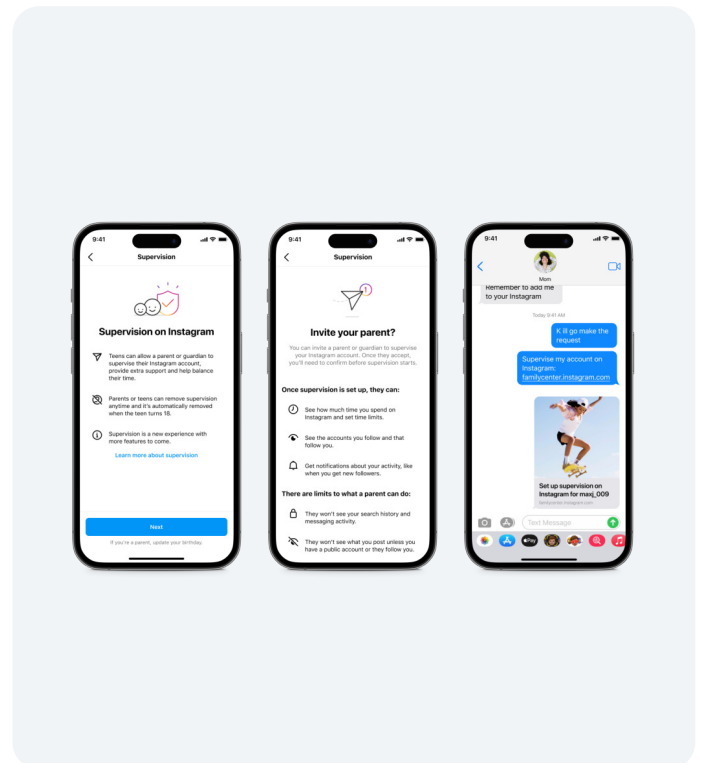 9:41
Supervision
Supervision on Instagram
Teens can allow a parent or guardian to
supervise their Instagram account,
provide extra support and help balance
their time.
Parents or teens can remove supervision
anytime and it's automatically removed
when the teen turns 18.
Supervision is a new experience with
more features to come.
Learn more about supervision
Next
If you're a parent, update your birthday.
9:41
Supervision
1
Invite your parent?
You can invite a parent or guardian to supervise
your Instagram account. Once they accept,
you'll need to confirm before supervision starts.
Once supervision is set up, they can:
See how much time you spend on
Instagram and set time limits.
See the accounts you follow and that
follow you.
Get notifications about your activity, like
when you get new followers.
There are limits to what a parent can do:
They won't see your search history and
messaging activity.
They won't see what you post unless you
have a public account or they follow you.
9:41
Mom
Remember to add me
to your Instagram
Today 9:41 AM
K ill go make the
request
Supervise my account on
Instagram:
familycenter.instagram.com
Set up supervision on
Instagram for maxj_009
familycenter.instagram.com
Text Message
Pay